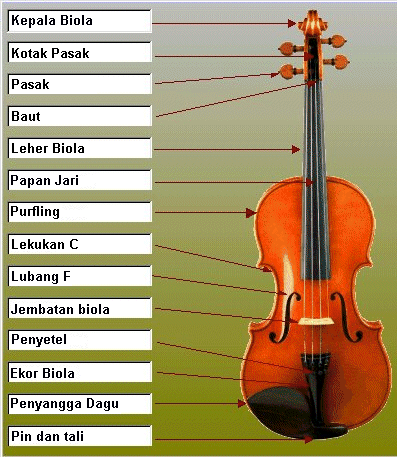 Kepala Biola
Kotak Pasak
Pasak
Baut
Leher Biola
Papan Jari
Purfling
Lekukan C
Lubang F
Jembatan biola
Penyetel
Ekor Biola
Penyangga Dagu
Pin dan tali